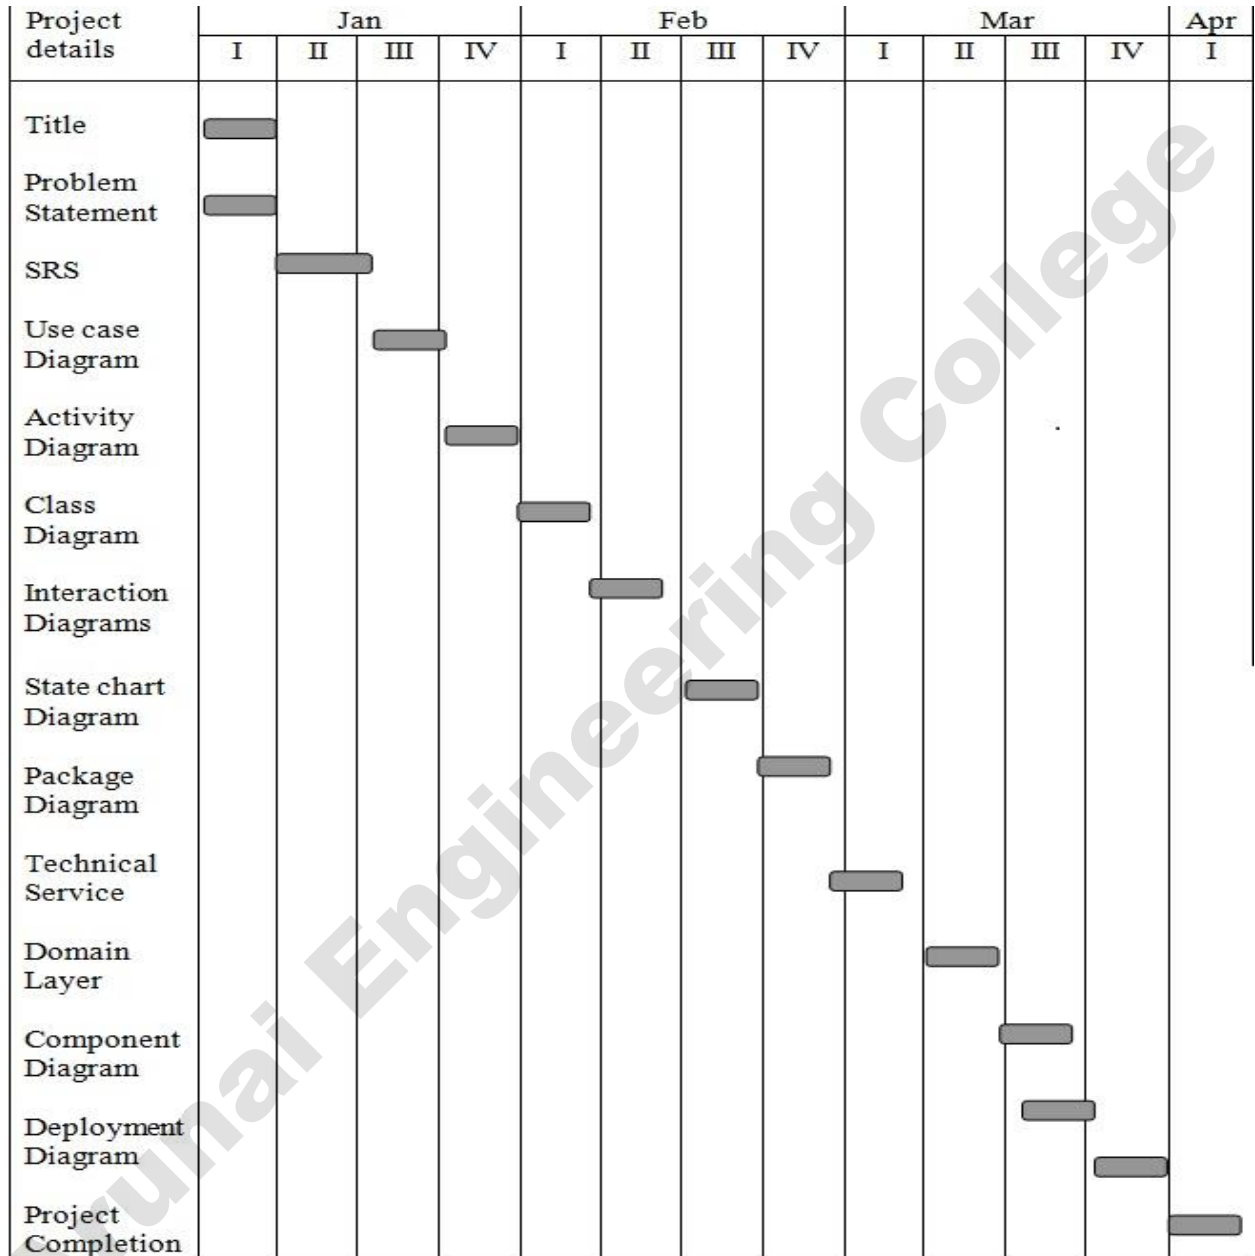 Project
details
Jan
Feb
Mar
Apr
I
II
III
IV
I
II
III
IV
I
II
III
IV
I
Title
Problem
Statement
SRS
Use case
Diagram
Activity
Diagram
Class
Diagram
Interaction
Diagrams
State chart
Diagram
Package
Diagram
Technical
Service
Domain
Layer
Component
Diagram
Deployment
Diagram
Project
Completion
runai Engineering College